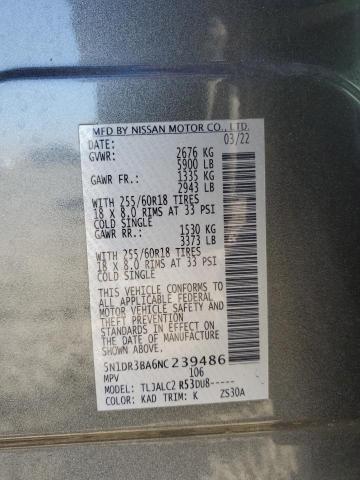 MFD BY NISSAN MOTOR CO., LTD.
DATE: 03/22
GVWR: 2676 KG
5900 LB
GAWR FR.: 1335 KG
2943 LB
WITH 255/60R18 TIRES
18 X 8.0 RIMS AT 33 PSI
COLD SINGLE
GAWR RR.: 1530 KG
3373 LB
WITH 255/60R18 TIRES
18 X 8.0 RIMS AT 33 PSI
COLD SINGLE
THIS VEHICLE CONFORMS TO
ALL APPLICABLE FEDERAL
MOTOR VEHICLE SAFETY AND
THEFT PREVENTION
STANDARDS IN EFFECT ON
THE DATE OF MANUFACTURE
SHOWN ABOVE.
5N1DR3BA6NC239486
MPV 106
MODEL: TLJALC2 R53DU8-----
COLOR: KAD TRIM: K ZS30A